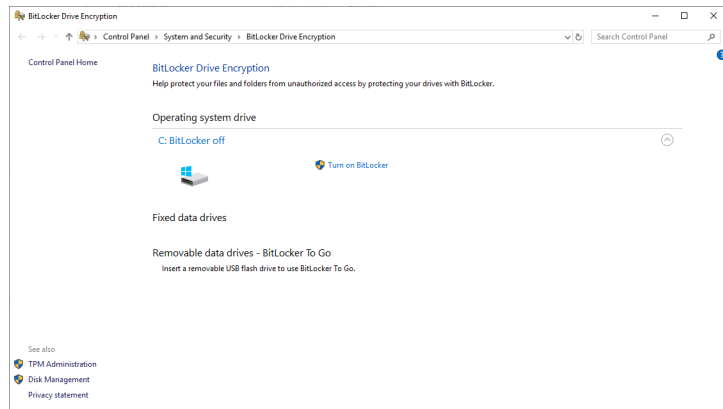 BitLocker Drive Encryption
Control Panel › System and Security › BitLocker Drive Encryption
Search Control Panel
Control Panel Home
BitLocker Drive Encryption
Help protect your files and folders from unauthorized access by protecting your drives with BitLocker.
Operating system drive
C: BitLocker off
Turn on BitLocker
Fixed data drives
Removable data drives - BitLocker To Go
Insert a removable USB flash drive to use BitLocker To Go.
See also
TPM Administration
Disk Management
Privacy statement